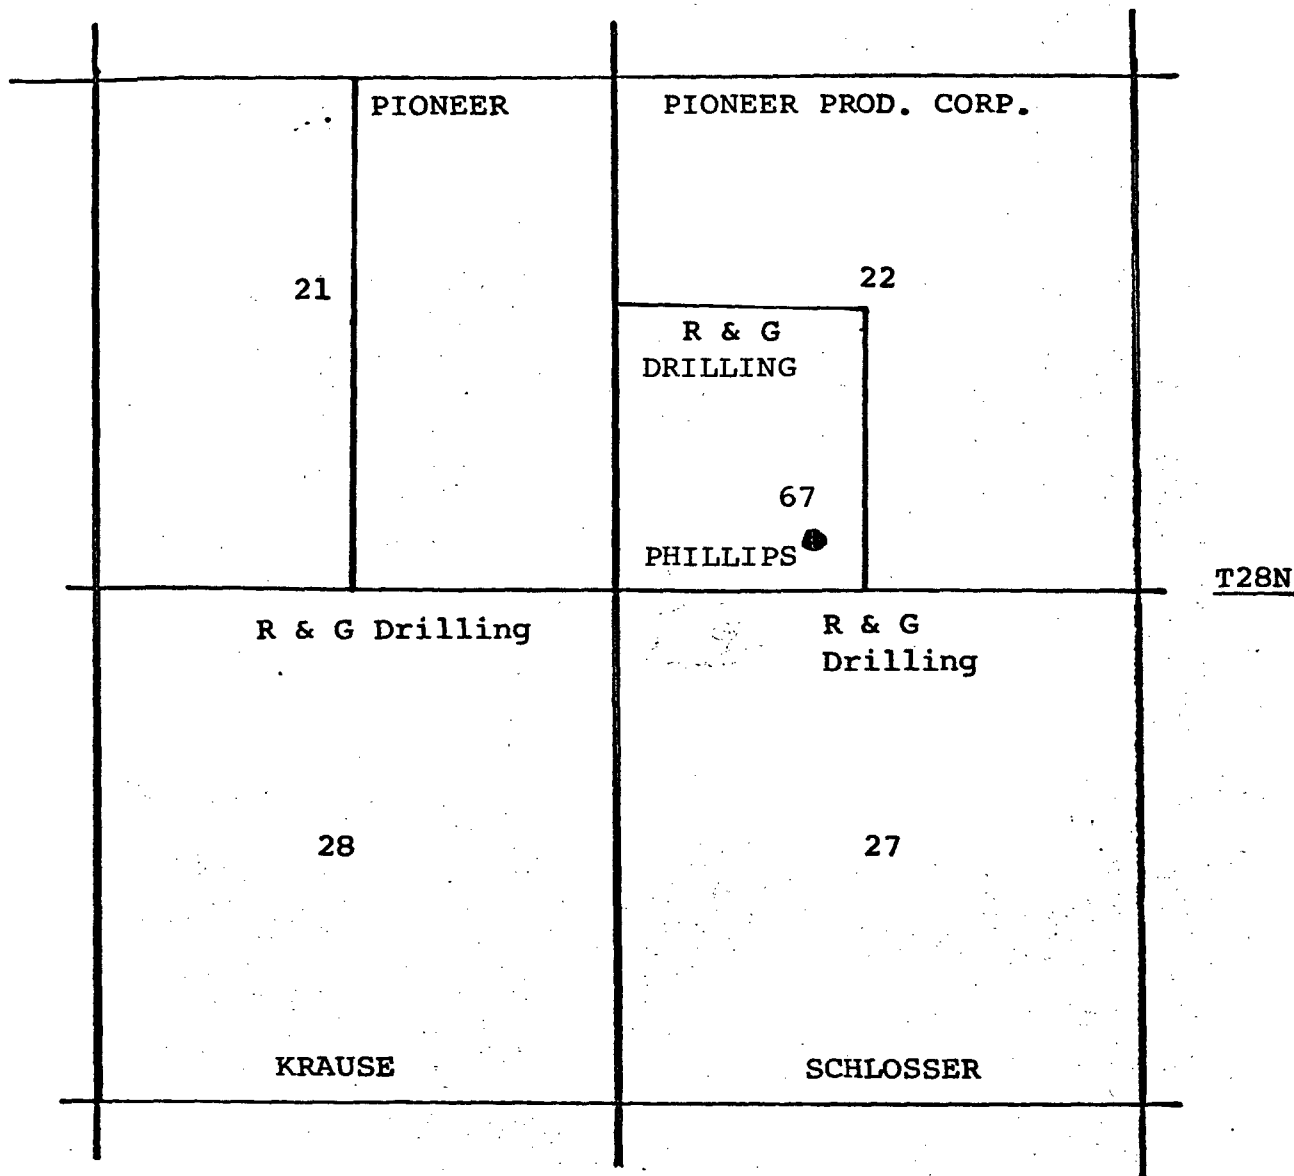 PIONEER
PIONEER PROD. CORP.
21
22
R & G
DRILLING
67
PHILLIPS
T28N
R & G Drilling
R & G
Drilling
28
27
KRAUSE
SCHLOSSER